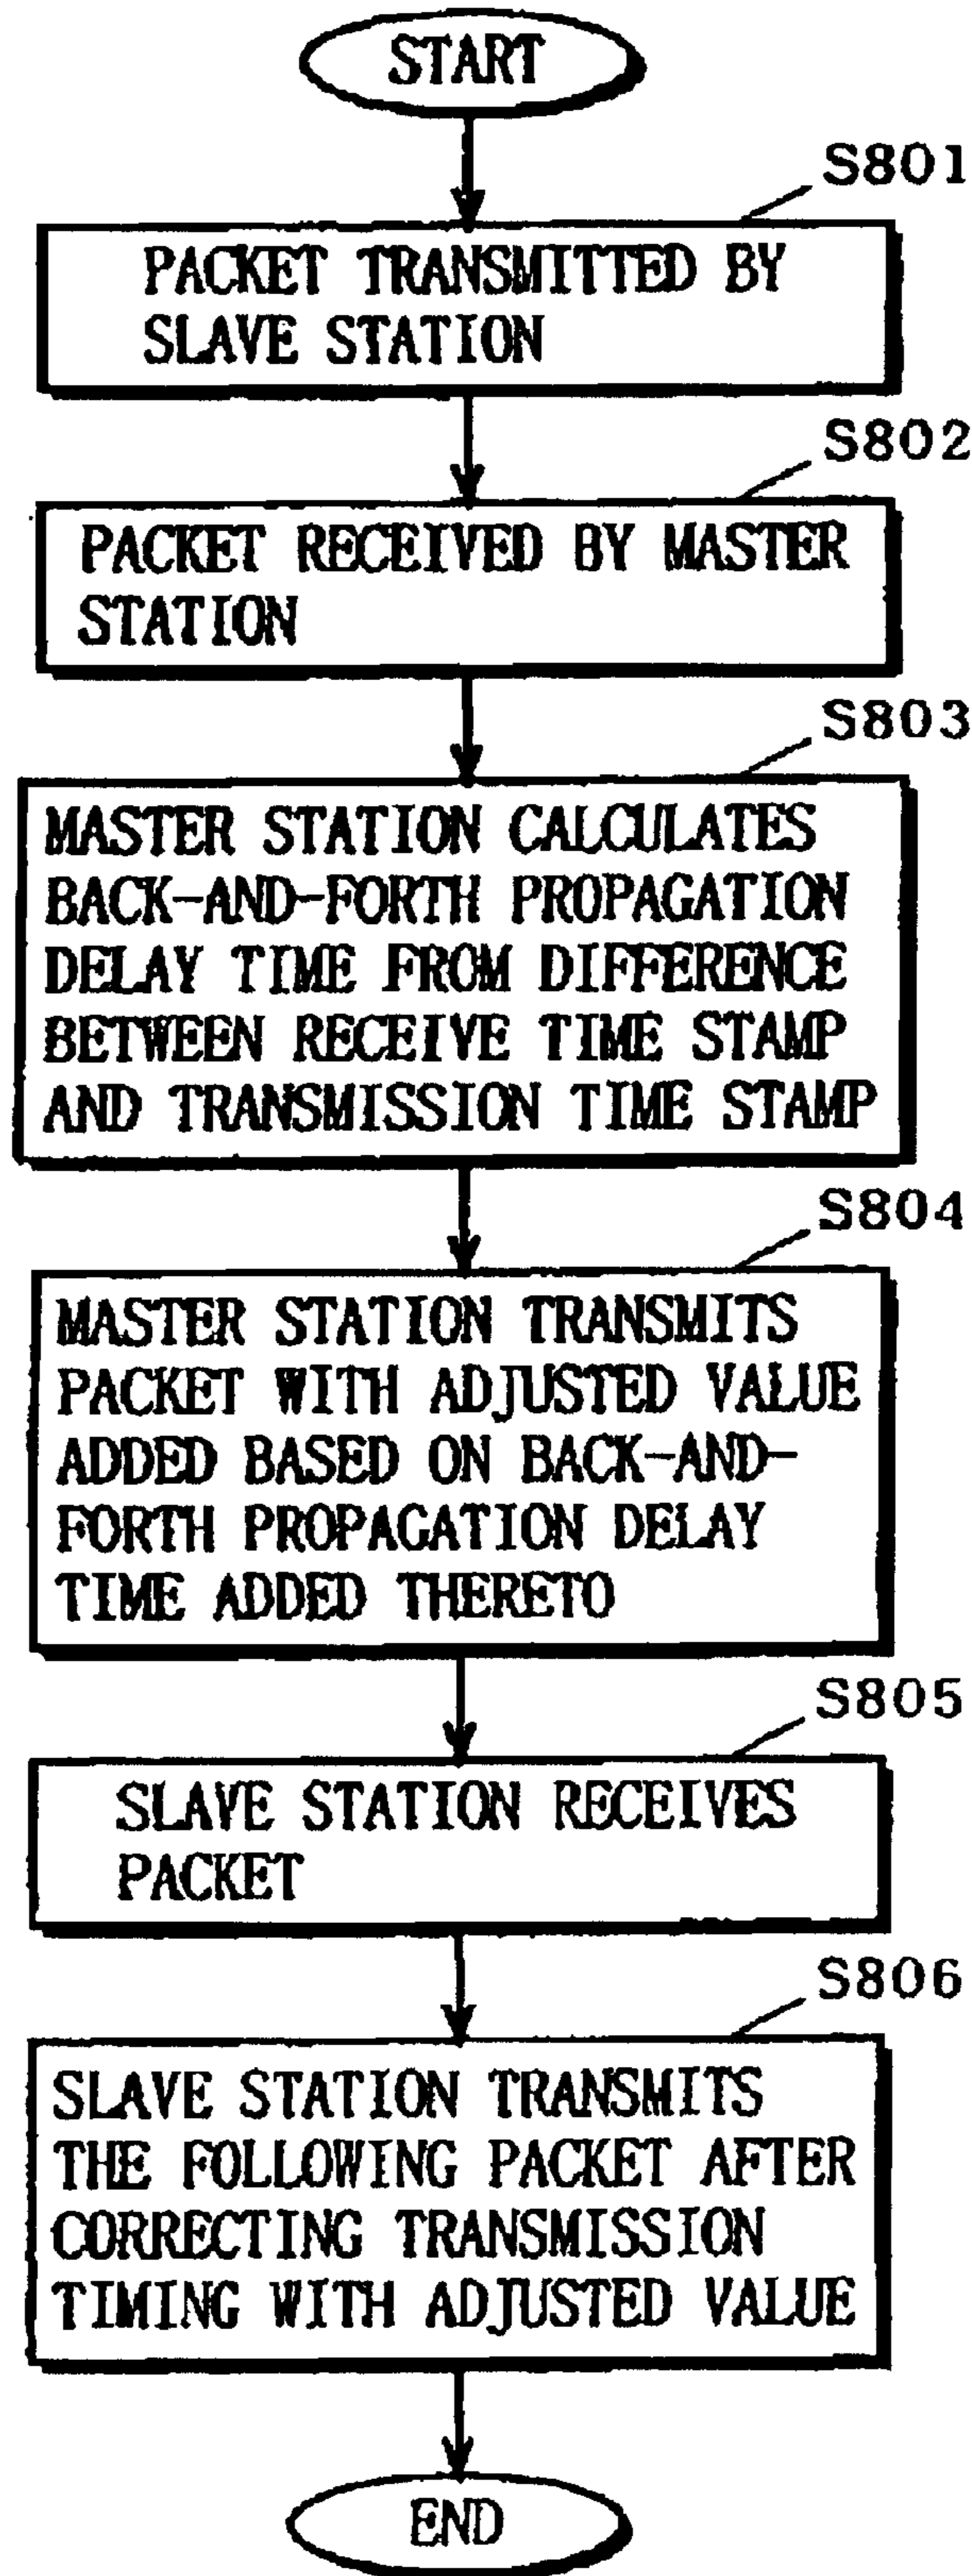 START
S801
PACKET TRANSMITTED BY
SLAVE STATION
S802
PACKET RECEIVED BY MASTER
STATION
S803
MASTER STATION CALCULATES
BACK-AND-FORTH PROPAGATION
DELAY TIME FROM DIFFERENCE
BETWEEN RECEIVE TIME STAMP
AND TRANSMISSION TIME STAMP
S804
MASTER STATION TRANSMITS
PACKET WITH ADJUSTED VALUE
ADDED BASED ON BACK-AND-
FORTH PROPAGATION DELAY
TIME ADDED THERETO
S805
SLAVE STATION RECEIVES
PACKET
S806
SLAVE STATION TRANSMITS
THE FOLLOWING PACKET AFTER
CORRECTING TRANSMISSION
TIMING WITH ADJUSTED VALUE
END